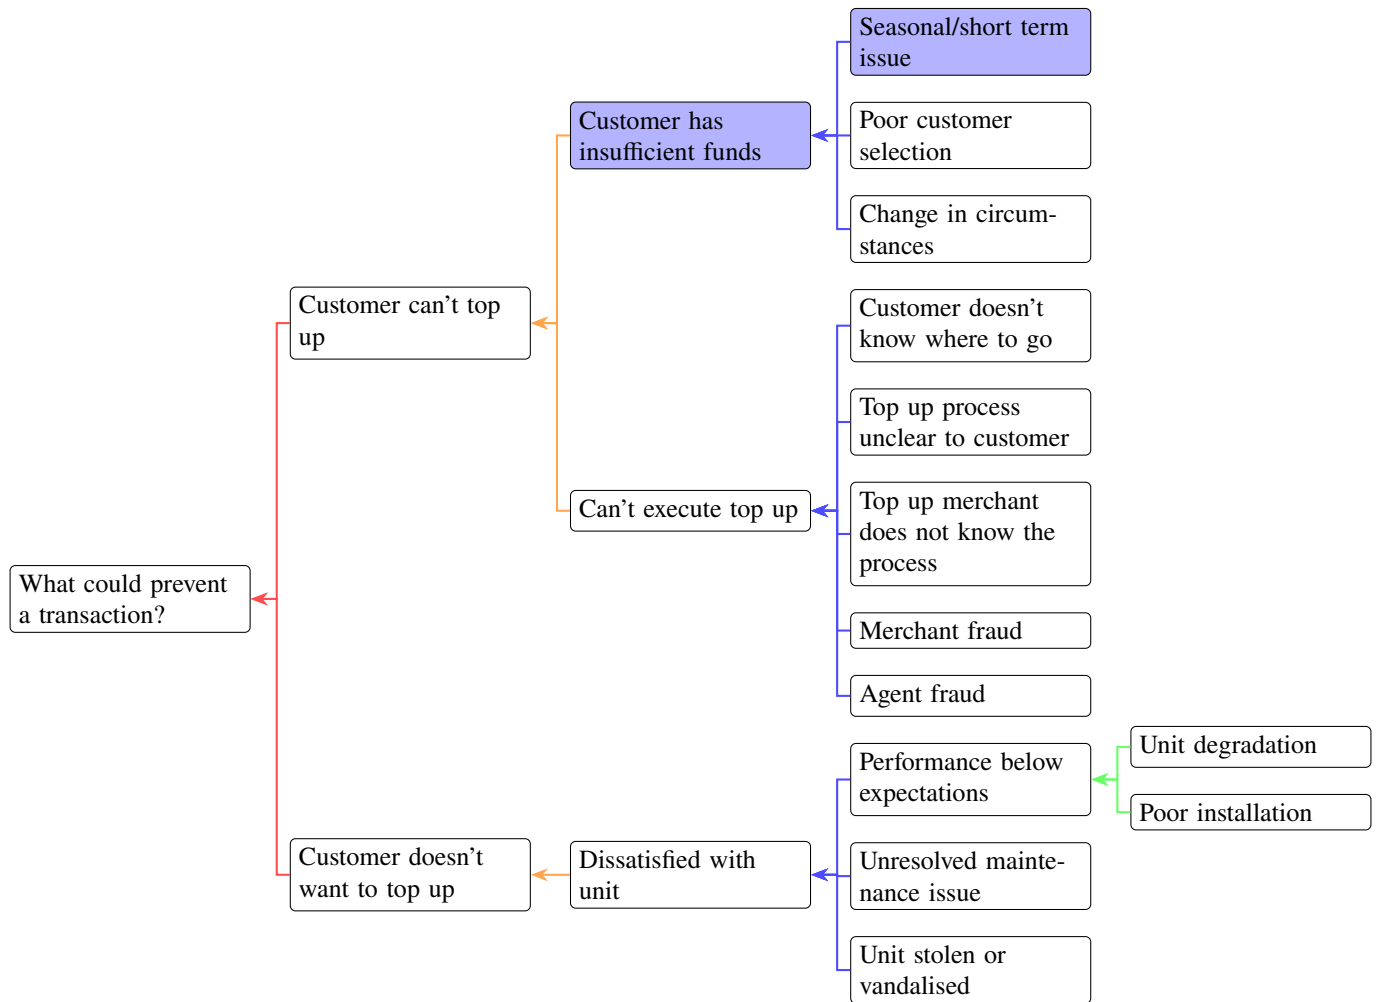 What could prevent
a transaction?
Customer can't top
up
Customer has
insufficient funds
Seasonal/short term
issue
Poor customer
selection
Change in circum-
stances
Can't execute top up
Customer doesn't
know where to go
Top up process
unclear to customer
Top up merchant
does not know the
process
Merchant fraud
Agent fraud
Customer doesn't
want to top up
Dissatisfied with
unit
Performance below
expectations
Unit degradation
Poor installation
Unresolved mainte-
nance issue
Unit stolen or
vandalised